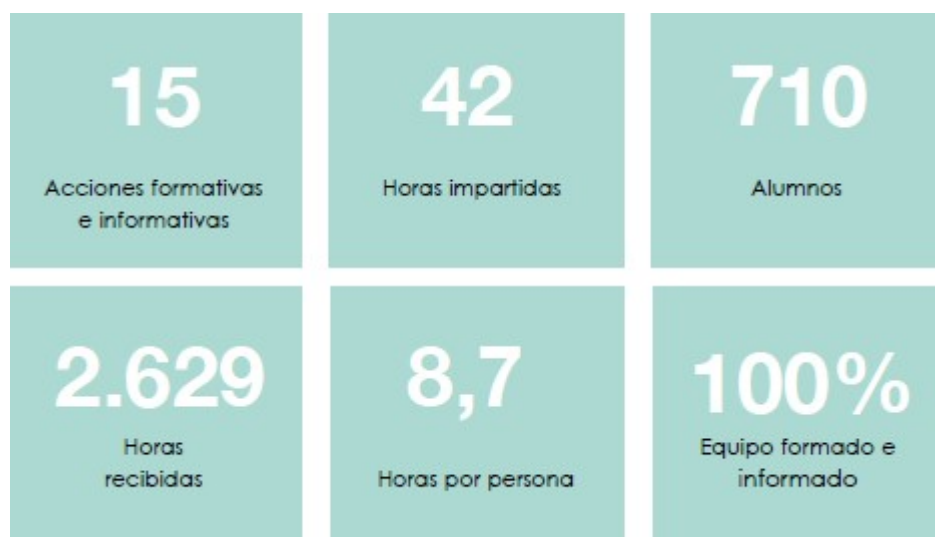 15
Acciones formativas
e informativas
42
Horas impartidas
710
Alumnos
2.629
Horas
recibidas
8,7
Horas por persona
100%
Equipo formado e
informado